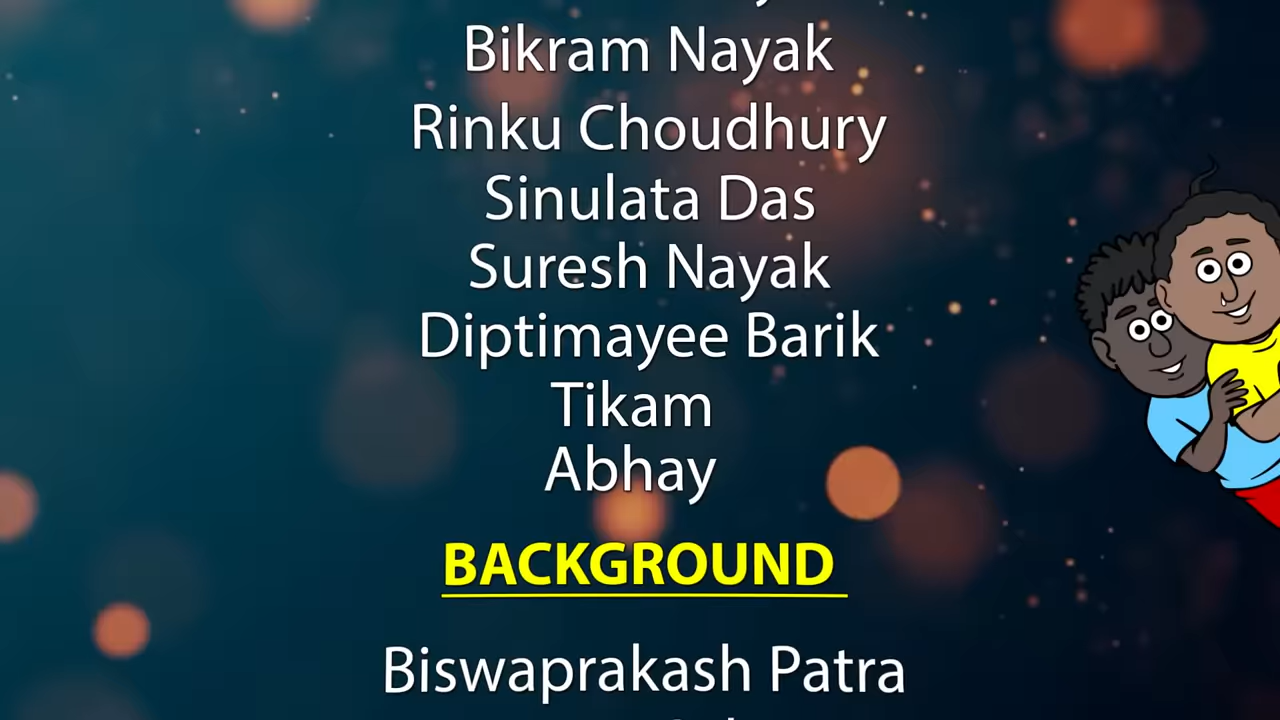 Bikram Nayak
Rinku Choudhury
Sinulata Das
Suresh Nayak
Diptimayee Barik
Tikam
Abhay
BACKGROUND
Biswaprakash Patra